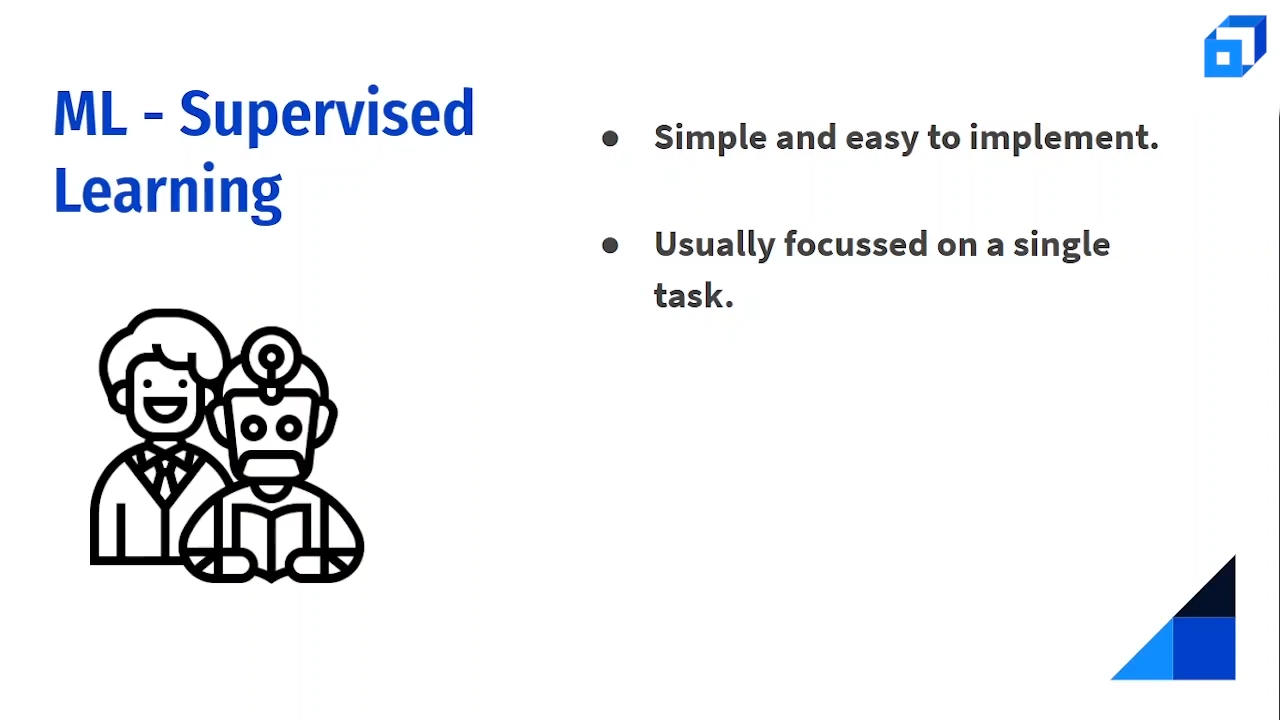 ML - Supervised
Learning
● Simple and easy to implement.
● Usually focussed on a single
task.